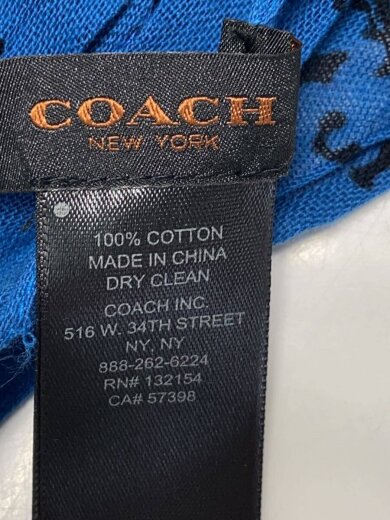 COACH
NEW YORK
100% COTTON
MADE IN CHINA
DRY CLEAN
COACH INC.
516 W. 34TH STREET
NY, NY
888-262-6224
RN# 132154
CA# 57398